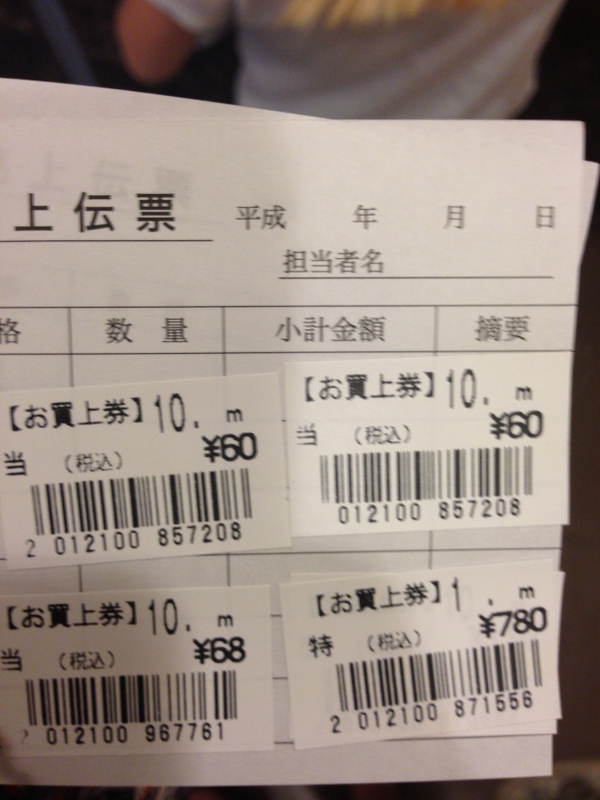 上伝票 平成 年 月 日
担当者名
格 数量 小計金額 摘要
【お買上券】10. m
¥60
当 (税込)
2 012100 857208
【お買上券】10. m
¥60
当 (税込)
012100 857208
【お買上券】10. m
¥68
当 (税込)
2 012100 967761
【お買上券】1 . m
¥780
特 (税込)
2 012100 871556